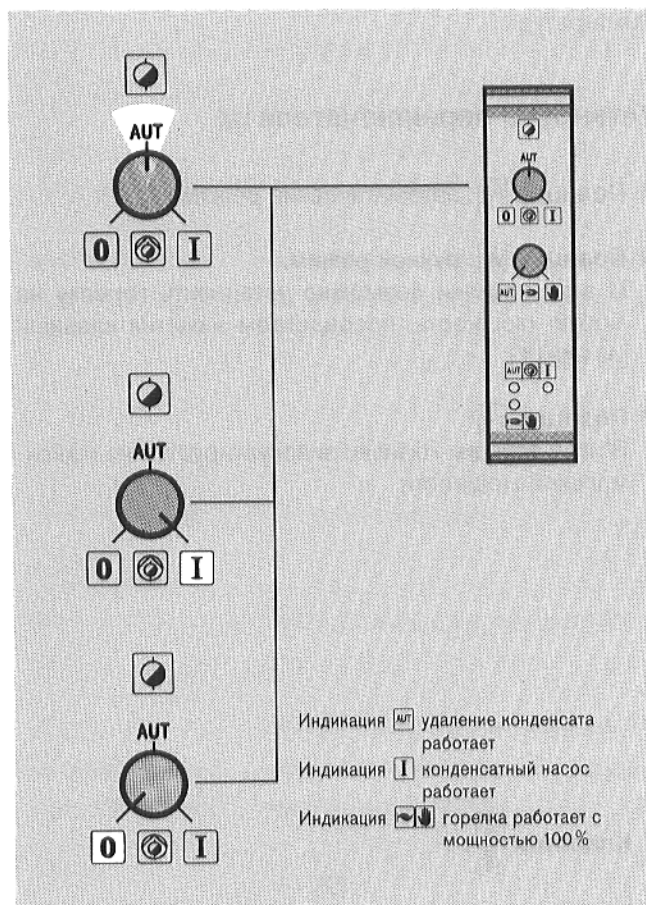 AUT
0 I
AUT
0 I
AUT
0 I
AUT
0 I
AUT
AUT I
Индикация AUT удаление конденсата
работает
Индикация I конденсатный насос
работает
Индикация горелка работает с
мощностью 100 %